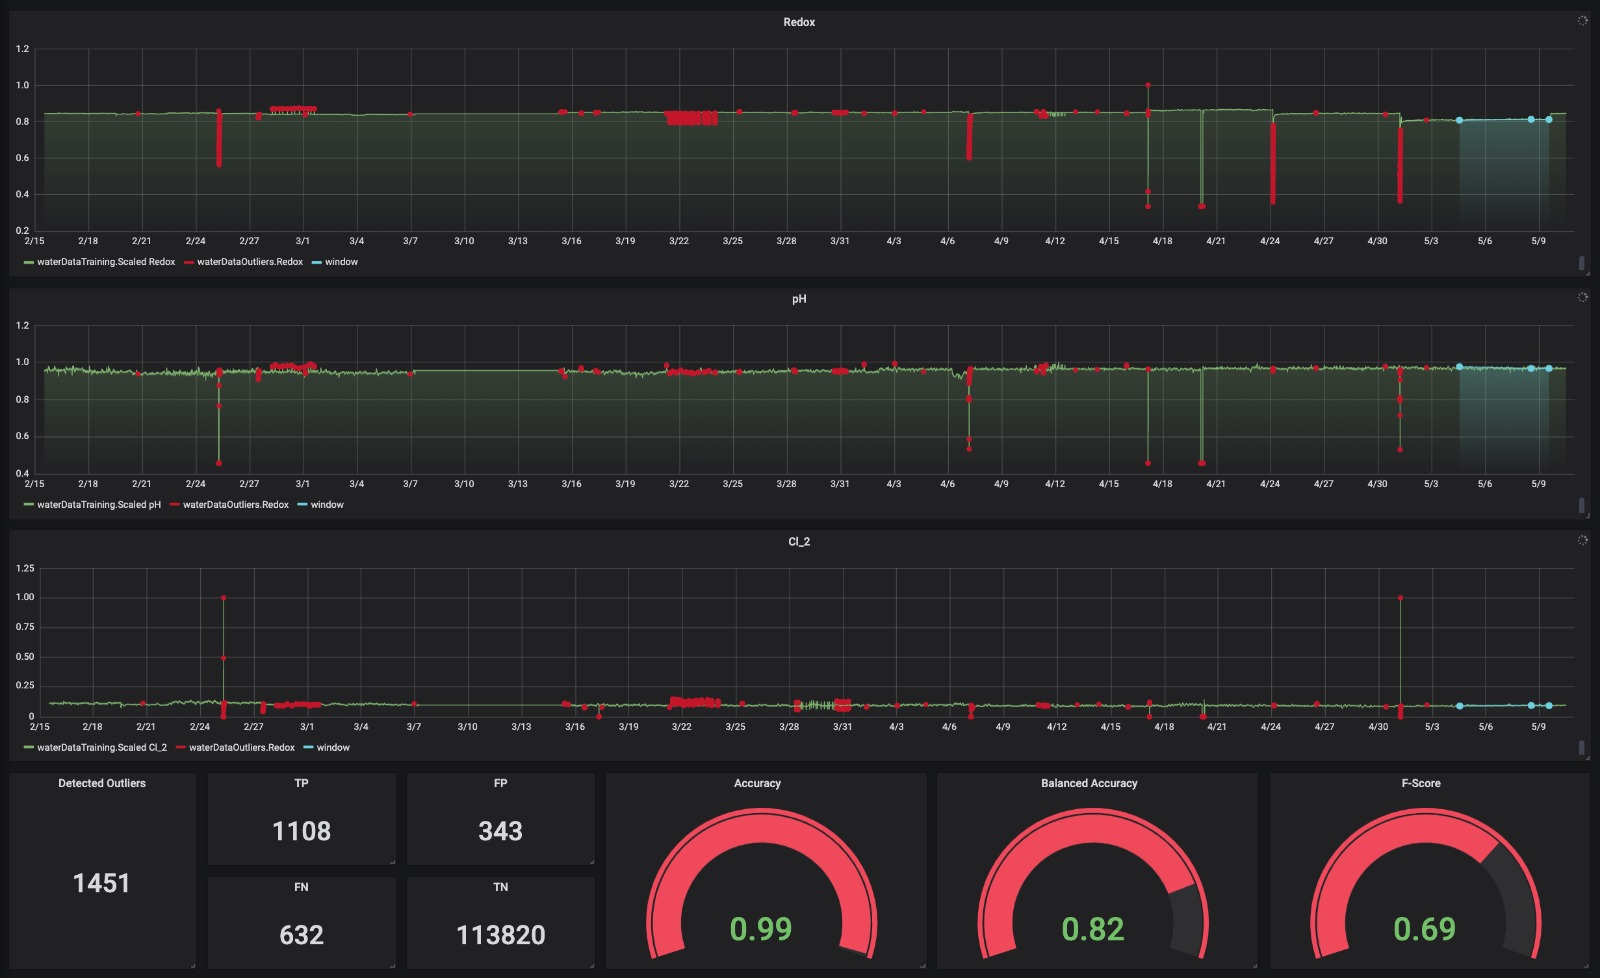 Redox
1.2
1.0
0.8
0.6
0.4
0.2
2/15 2/18 2/21 2/24 2/27 3/1 3/4 3/7 3/10 3/13 3/16 3/19 3/22 3/25 3/28 3/31 4/3 4/6 4/9 4/12 4/15 4/18 4/21 4/24 4/27 4/30 5/3 5/6 5/9
waterDataTraining.Scaled Redox waterDataOutliers.Redox window
pH
1.2
1.0
0.8
0.6
0.4
2/15 2/18 2/21 2/24 2/27 3/1 3/4 3/7 3/10 3/13 3/16 3/19 3/22 3/25 3/28 3/31 4/3 4/6 4/9 4/12 4/15 4/18 4/21 4/24 4/27 4/30 5/3 5/6 5/9
waterDataTraining.Scaled pH waterDataOutliers.Redox window
Cl_2
1.25
1.00
0.75
0.50
0.25
0
2/15 2/18 2/21 2/24 2/27 3/1 3/4 3/7 3/10 3/13 3/16 3/19 3/22 3/25 3/28 3/31 4/3 4/6 4/9 4/12 4/15 4/18 4/21 4/24 4/27 4/30 5/3 5/6 5/9
waterDataTraining.Scaled Cl_2 waterDataOutliers.Redox window
Detected Outliers
1451
TP
1108
FP
343
FN
632
TN
113820
Accuracy
0.99
Balanced Accuracy
0.82
F-Score
0.69